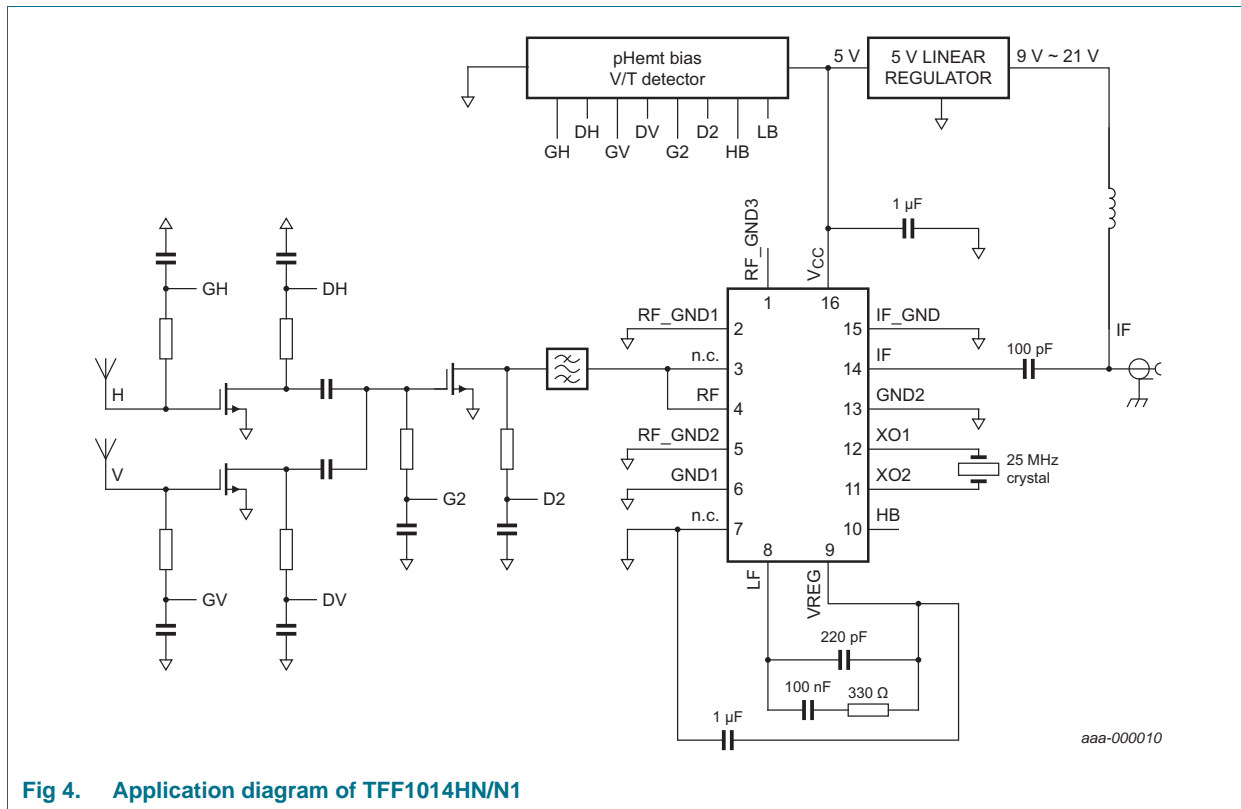 pHemt bias
V/T detector
5 V
5 V LINEAR
REGULATOR
9 V ~ 21 V
GH
DH
GV
DV
G2
D2
HB
LB
1 µF
RF_GND3
VCC
1
16
GH
DH
RF_GND1
2
15
IF_GND
n.c.
3
14
IF
100 pF
IF
H
RF
4
13
GND2
RF_GND2
5
12
XO1
25 MHz
crystal
V
GND1
6
11
XO2
G2
D2
n.c.
7
10
HB
8
9
LF
VREG
GV
DV
220 pF
100 nF
330 Ω
1 µF
aaa-000010
Fig 4. Application diagram of TFF1014HN/N1